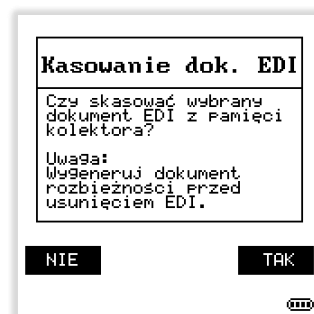 Kasowanie dok. EDI
Czy skasować wybrany
dokument EDI z pamięci
kolektora?
Uwaga:
Wygeneruj dokument
rozbieżności przed
usunięciem EDI.
NIE TAK